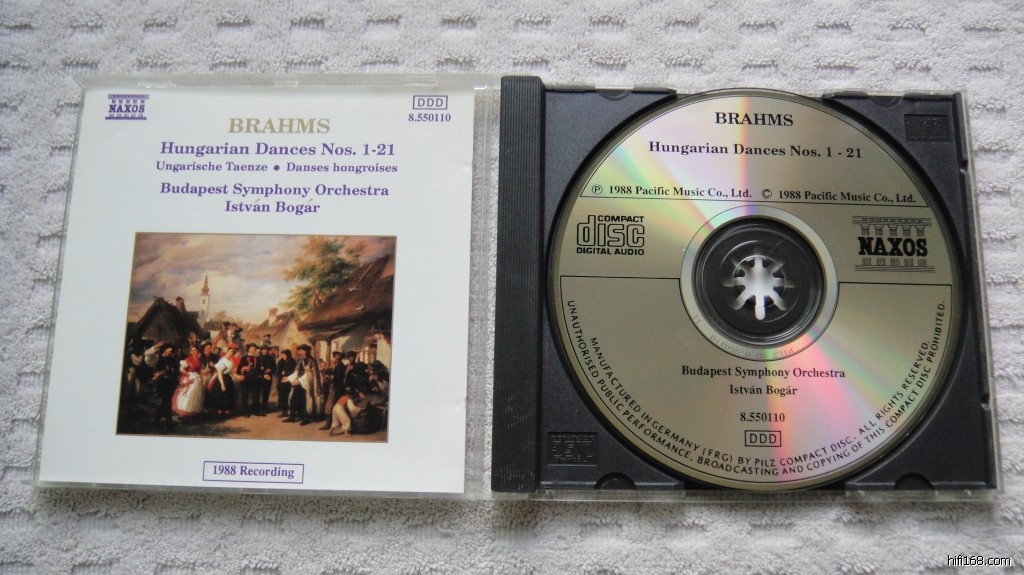 NAXOS
DDD
8.550110
BRAHMS
Hungarian Dances Nos. 1-21
Ungarische Taenze • Danses hongroises
Budapest Symphony Orchestra
István Bogár
1988 Recording
BRAHMS
Hungarian Dances Nos. 1 - 21
℗ 1988 Pacific Music Co., Ltd. © 1988 Pacific Music Co., Ltd.
COMPACT
disc
DIGITAL AUDIO
NAXOS
Budapest Symphony Orchestra
István Bogár
8.550110
DDD
MANUFACTURED IN GERMANY (FRG) BY PILZ COMPACT DISC. ALL RIGHTS RESERVED.
UNAUTHORISED PUBLIC PERFORMANCE, BROADCASTING AND COPYING OF THIS COMPACT DISC PROHIBITED.
hifi168.com